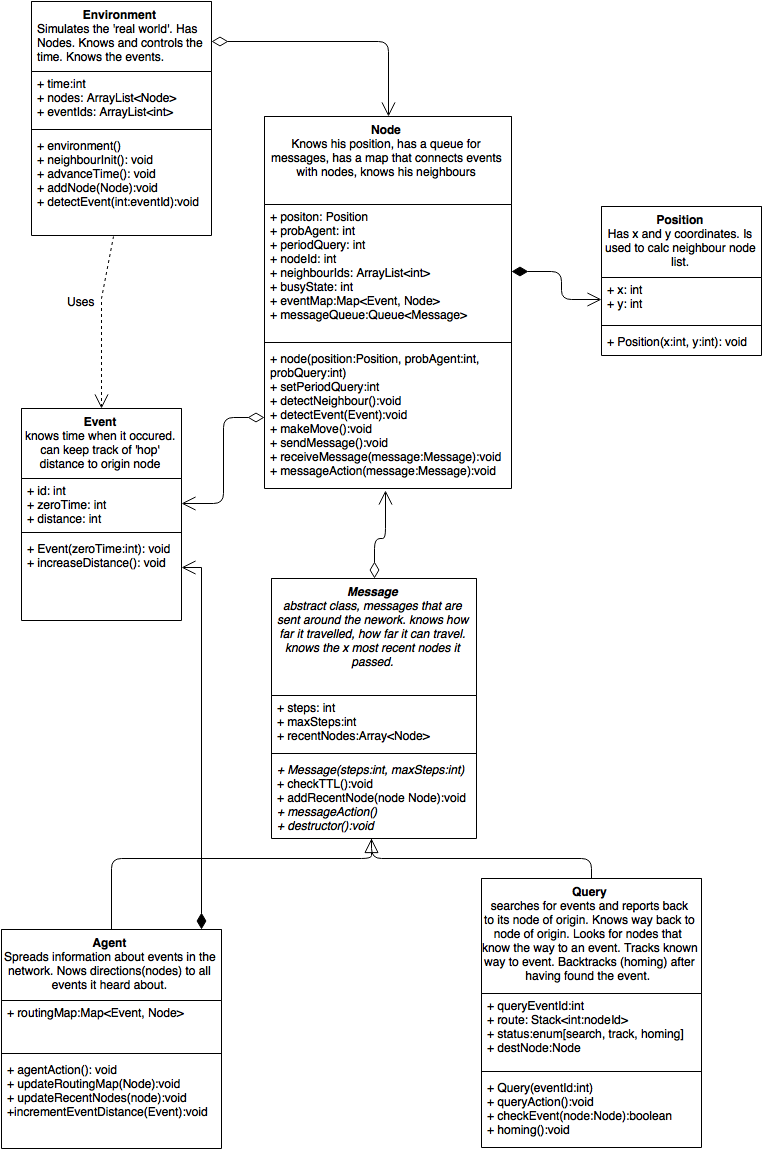 Environment
Simulates the 'real world'. Has
Nodes. Knows and controls the
time. Knows the events.
+ time:int
+ nodes: ArrayList<Node>
+ eventIds: ArrayList<int>
+ environment()
+ neighbourInit(): void
+ advanceTime(): void
+ addNode(Node):void
+ detectEvent(int:eventId):void
Node
Knows his position, has a queue for
messages, has a map that connects events
with nodes, knows his neighbours
+ positon: Position
+ probAgent: int
+ periodQuery: int
+ nodeId: int
+ neighbourIds: ArrayList<int>
+ busyState: int
+ eventMap:Map<Event, Node>
+ messageQueue:Queue<Message>
+ node(position:Position, probAgent:int,
probQuery:int)
+ setPeriodQuery:int
+ detectNeighbour():void
+ detectEvent(Event):void
+ makeMove():void
+ sendMessage():void
+ receiveMessage(message:Message):void
+ messageAction(message:Message):void
Position
Has x and y coordinates. Is
used to calc neighbour node
list.
+ x: int
+ y: int
+ Position(x:int, y:int): void
Uses
Event
knows time when it occured.
can keep track of 'hop'
distance to origin node
+ id: int
+ zeroTime: int
+ distance: int
+ Event(zeroTime:int): void
+ increaseDistance(): void
Message
abstract class, messages that are
sent around the nework. knows how
far it travelled, how far it can travel.
knows the x most recent nodes it
passed.
+ steps: int
+ maxSteps:int
+ recentNodes:Array<Node>
+ Message(steps:int, maxSteps:int)
+ checkTTL():void
+ addRecentNode(node Node):void
+ messageAction()
+ destructor():void
Agent
Spreads information about events in the
network. Nows directions(nodes) to all
events it heard about.
+ routingMap:Map<Event, Node>
+ agentAction(): void
+ updateRoutingMap(Node):void
+ updateRecentNodes(node):void
+incrementEventDistance(Event):void
Query
searches for events and reports back
to its node of origin. Knows way back to
node of origin. Looks for nodes that
know the way to an event. Tracks known
way to event. Backtracks (homing) after
having found the event.
+ queryEventId:int
+ route: Stack<int:nodeId>
+ status:enum[search, track, homing]
+ destNode:Node
+ Query(eventId:int)
+ queryAction():void
+ checkEvent(node:Node):boolean
+ homing():void